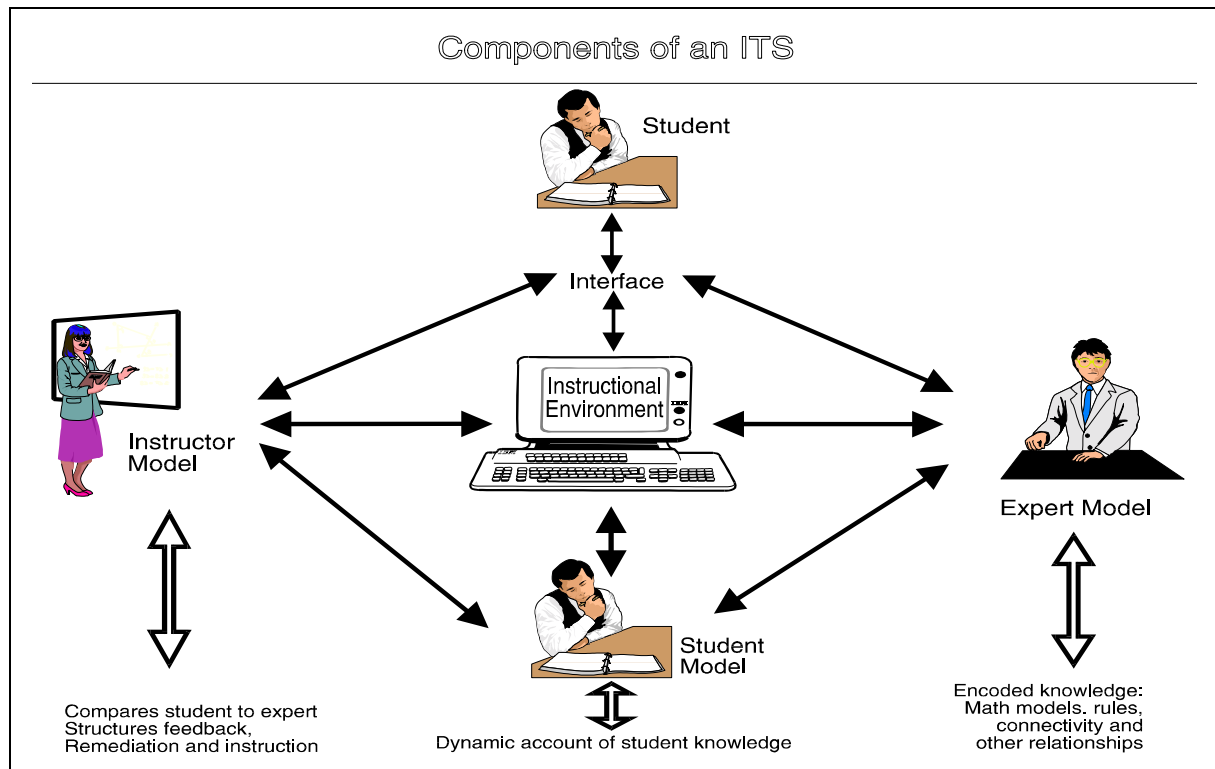 Components of an ITS
Student
Interface
Instructional
Environment
Instructor
Model
Expert Model
Student
Model
Compares student to expert
Structures feedback,
Remediation and instruction
Dynamic account of student knowledge
Encoded knowledge:
Math models. rules,
connectivity and
other relationships